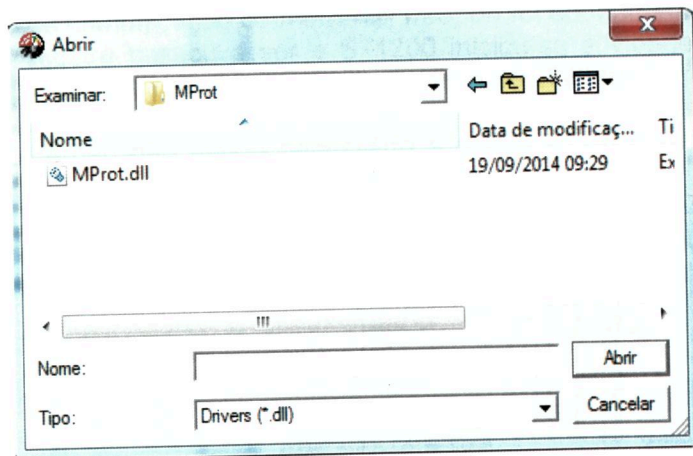 Abrir
Examinar: MProt
Nome Data de modificaç... Ti
MProt.dll 19/09/2014 09:29 Ex
Nome: Abrir
Tipo: Drivers (*.dll) Cancelar